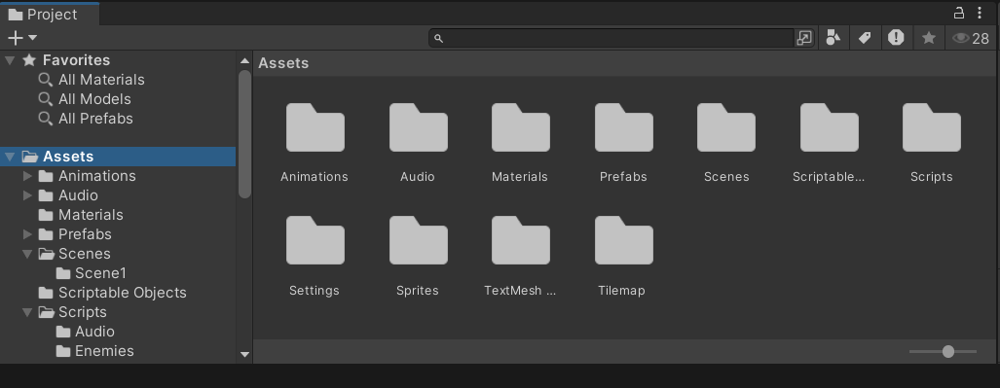 Project
28
Favorites
All Materials
All Models
All Prefabs
Assets
Animations
Audio
Materials
Prefabs
Scenes
Scene1
Scriptable Objects
Scripts
Audio
Enemies
Assets
Animations Audio Materials Prefabs Scenes Scriptable... Scripts
Settings Sprites TextMesh ... Tilemap